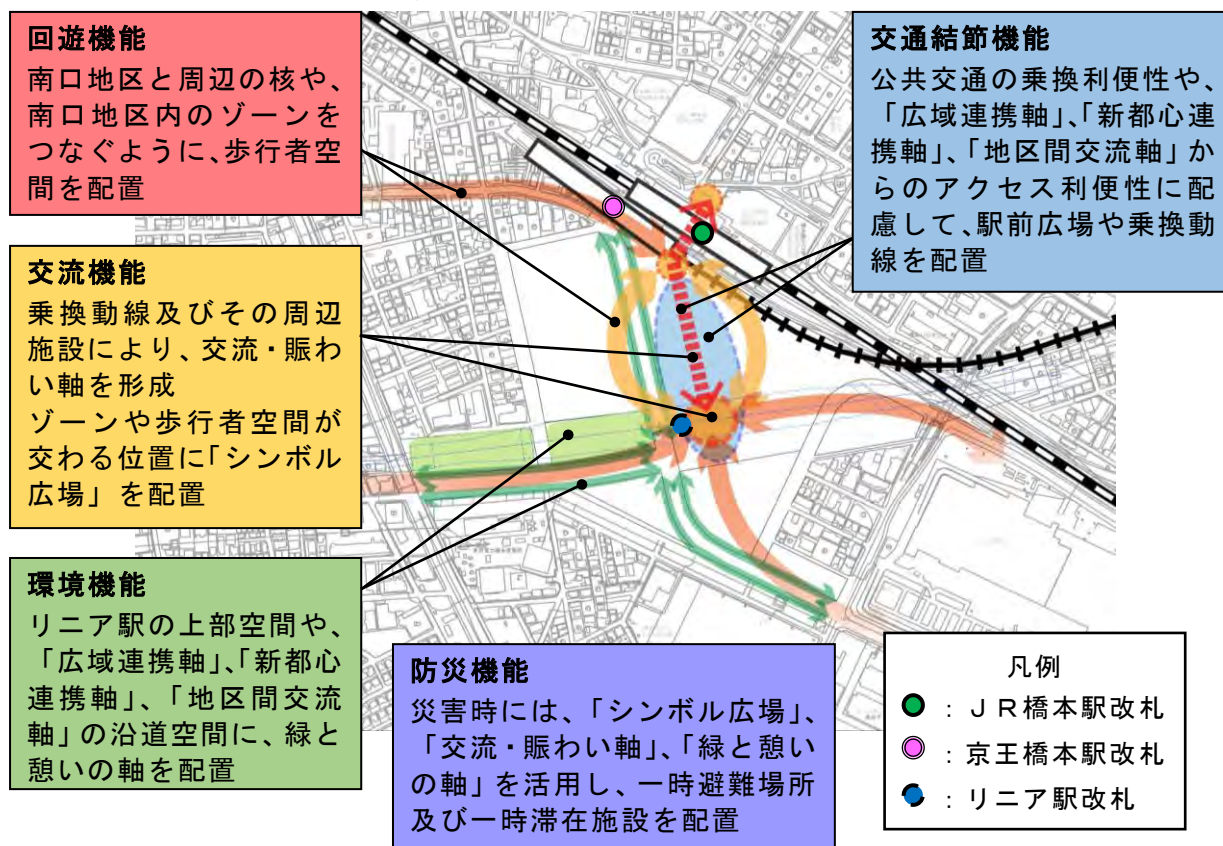 回遊機能
南口地区と周辺の核や、
南口地区内のゾーンを
つなぐように、歩行者空
間を配置
交流機能
乗換動線及びその周辺
施設により、交流・賑わ
い軸を形成
ゾーンや歩行者空間が
交わる位置に「シンボル
広場」を配置
環境機能
リニア駅の上部空間や、
「広域連携軸」、「新都心
連携軸」、「地区間交流
軸」の沿道空間に、緑と
憩いの軸を配置
交通結節機能
公共交通の乗換利便性や、
「広域連携軸」、「新都心連
携軸」、「地区間交流軸」か
らのアクセス利便性に配
慮して、駅前広場や乗換動
線を配置
防災機能
災害時には、「シンボル広場」、
「交流・賑わい軸」、「緑と憩い
の軸」を活用し、一時避難場所
及び一時滞在施設を配置
凡例
：ＪＲ橋本駅改札
：京王橋本駅改札
：リニア駅改札